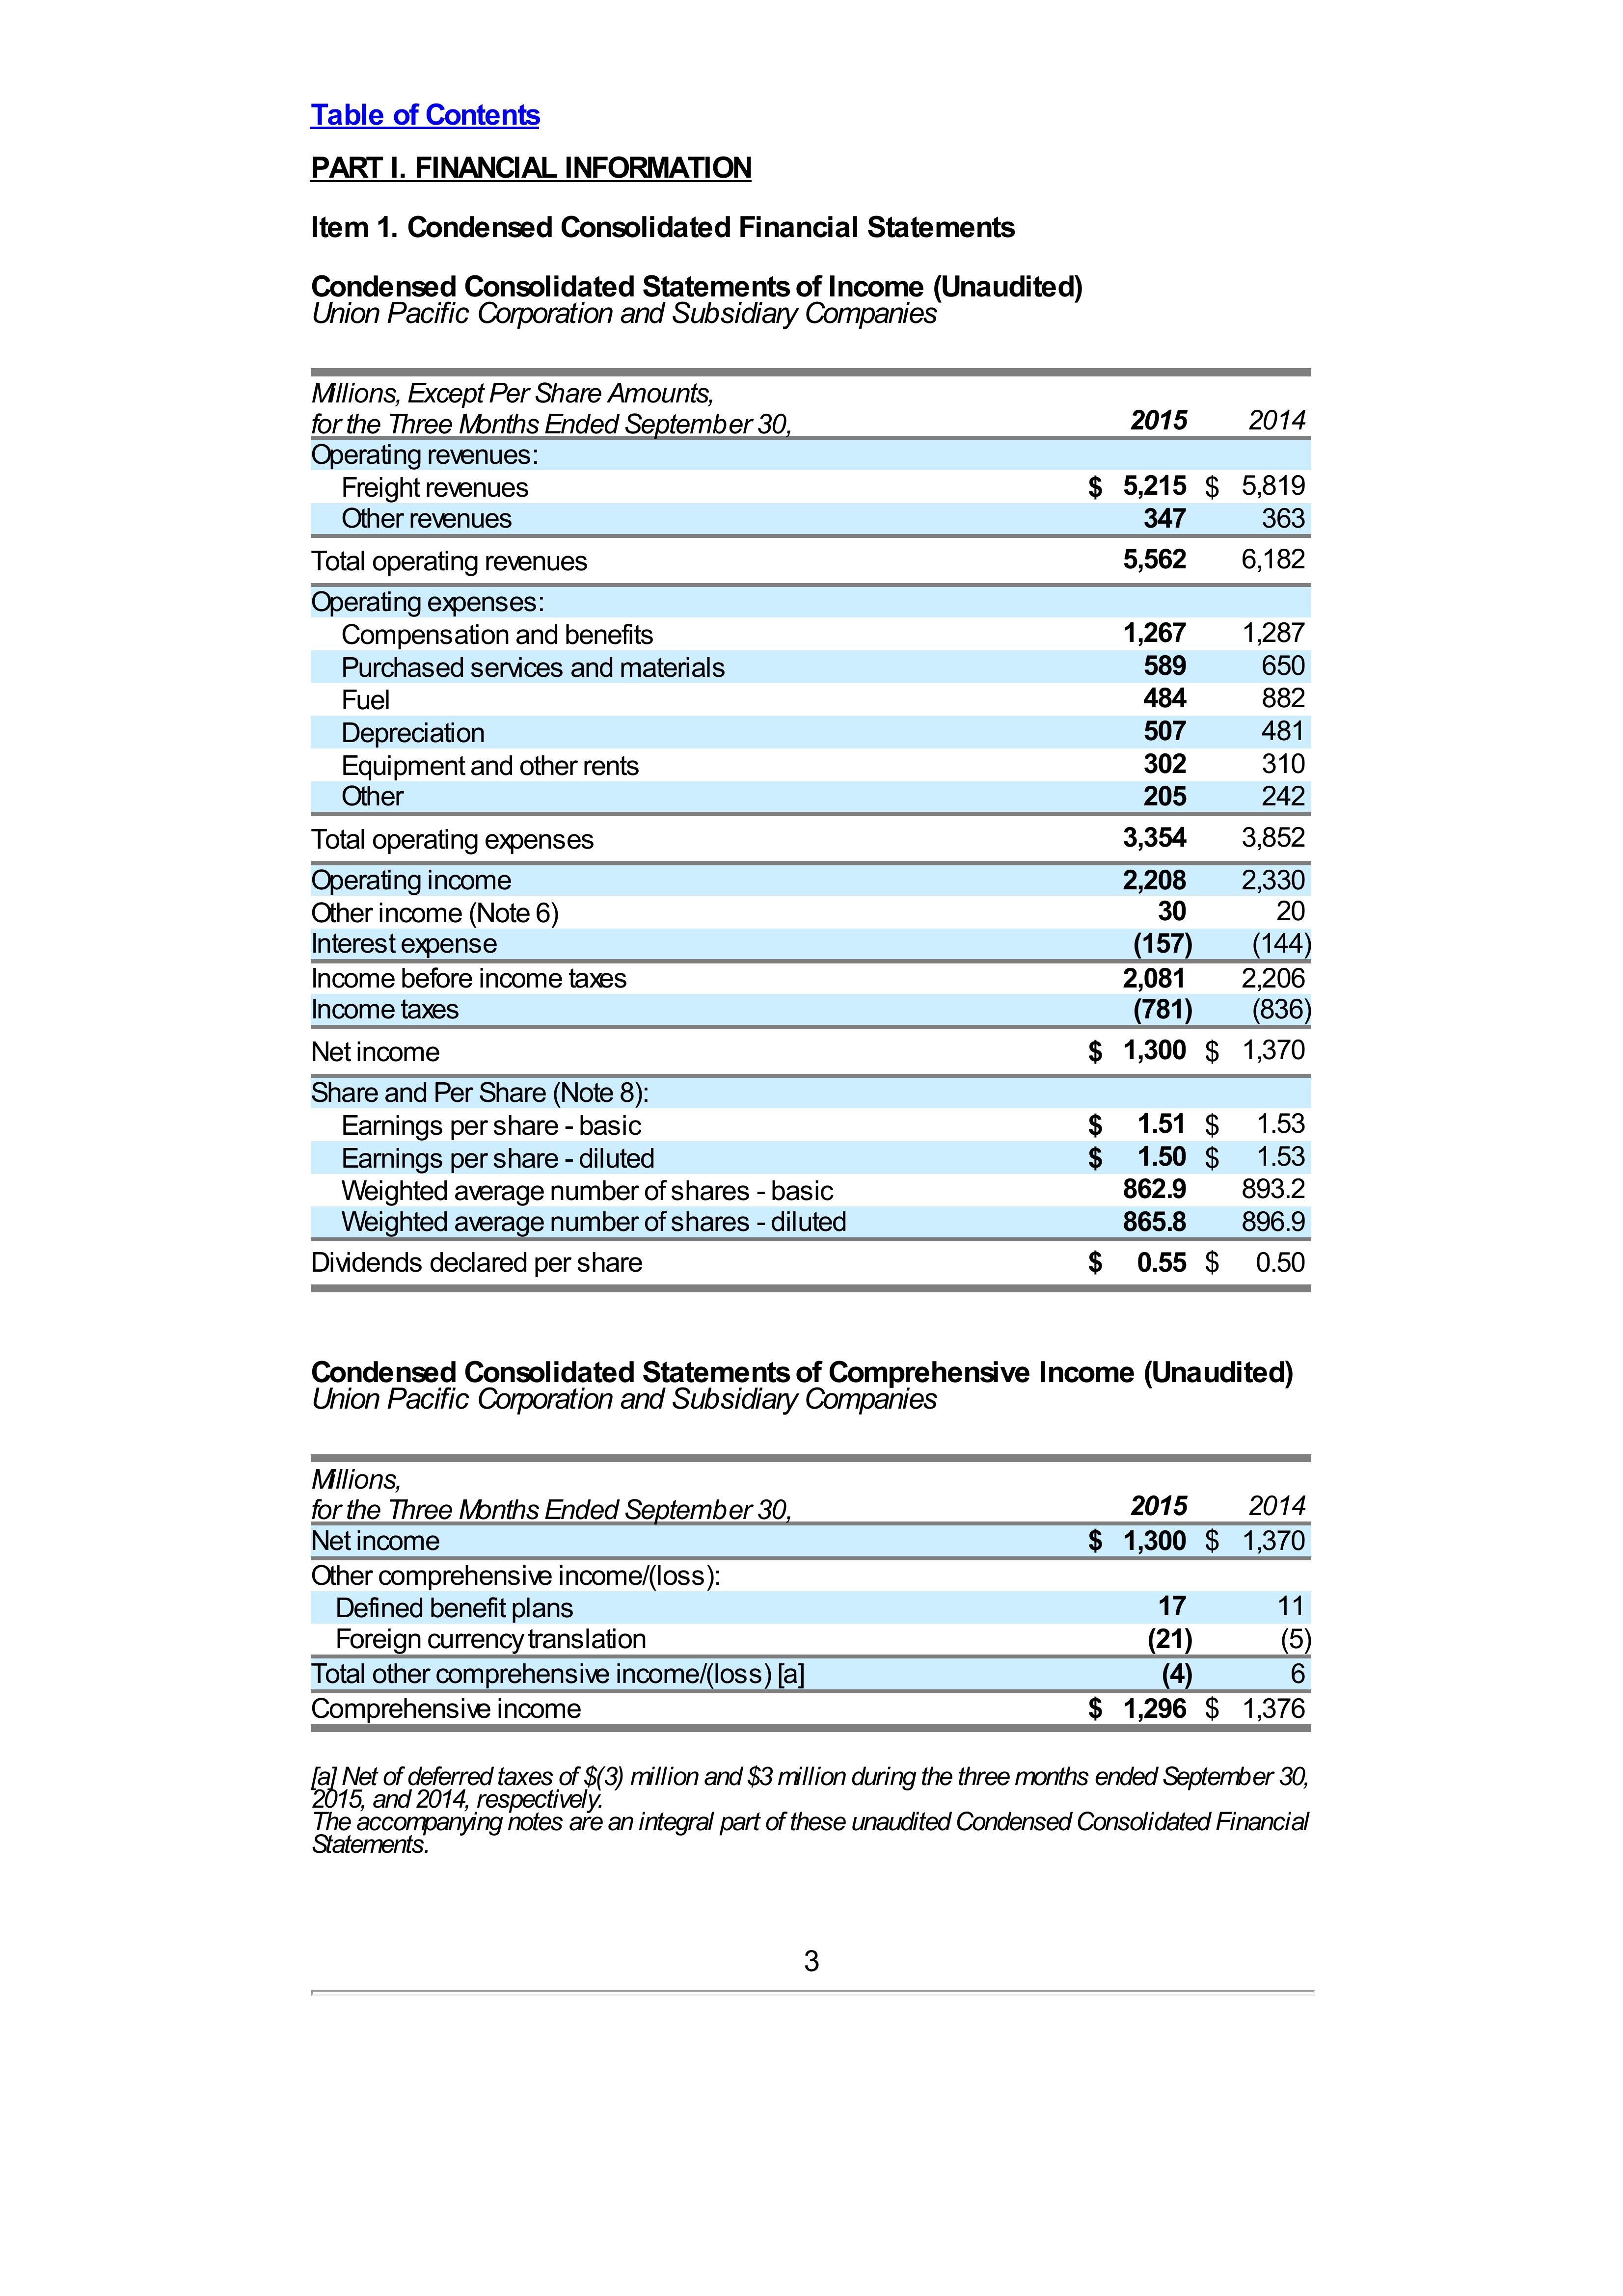 Table of Contents
PART I. FINANCIAL INFORMATION
Item 1. Condensed Consolidated Financial Statements
Condensed Consolidated Statements of Income (Unaudited)
Union Pacific Corporation and Subsidiary Companies
Millions, Except Per Share Amounts,
for the Three Months Ended September 30, 2015 2014
Operating revenues:
Freight revenues $ 5,215 $ 5,819
Other revenues 347 363
Total operating revenues 5,562 6,182
Operating expenses:
Compensation and benefits 1,267 1,287
Purchased services and materials 589 650
Fuel 484 882
Depreciation 507 481
Equipment and other rents 302 310
Other 205 242
Total operating expenses 3,354 3,852
Operating income 2,208 2,330
Other income (Note 6) 30 20
Interest expense (157) (144)
Income before income taxes 2,081 2,206
Income taxes (781) (836)
Net income $ 1,300 $ 1,370
Share and Per Share (Note 8):
Earnings per share - basic $ 1.51 $ 1.53
Earnings per share - diluted $ 1.50 $ 1.53
Weighted average number of shares - basic 862.9 893.2
Weighted average number of shares - diluted 865.8 896.9
Dividends declared per share $ 0.55 $ 0.50
Condensed Consolidated Statements of Comprehensive Income (Unaudited)
Union Pacific Corporation and Subsidiary Companies
Millions,
for the Three Months Ended September 30, 2015 2014
Net income $ 1,300 $ 1,370
Other comprehensive income/(loss):
Defined benefit plans 17 11
Foreign currency translation (21) (5)
Total other comprehensive income/(loss) [a] (4) 6
Comprehensive income $ 1,296 $ 1,376
[a] Net of deferred taxes of $(3) million and $3 million during the three months ended September 30,
2015, and 2014, respectively.
The accompanying notes are an integral part of these unaudited Condensed Consolidated Financial
Statements.
3